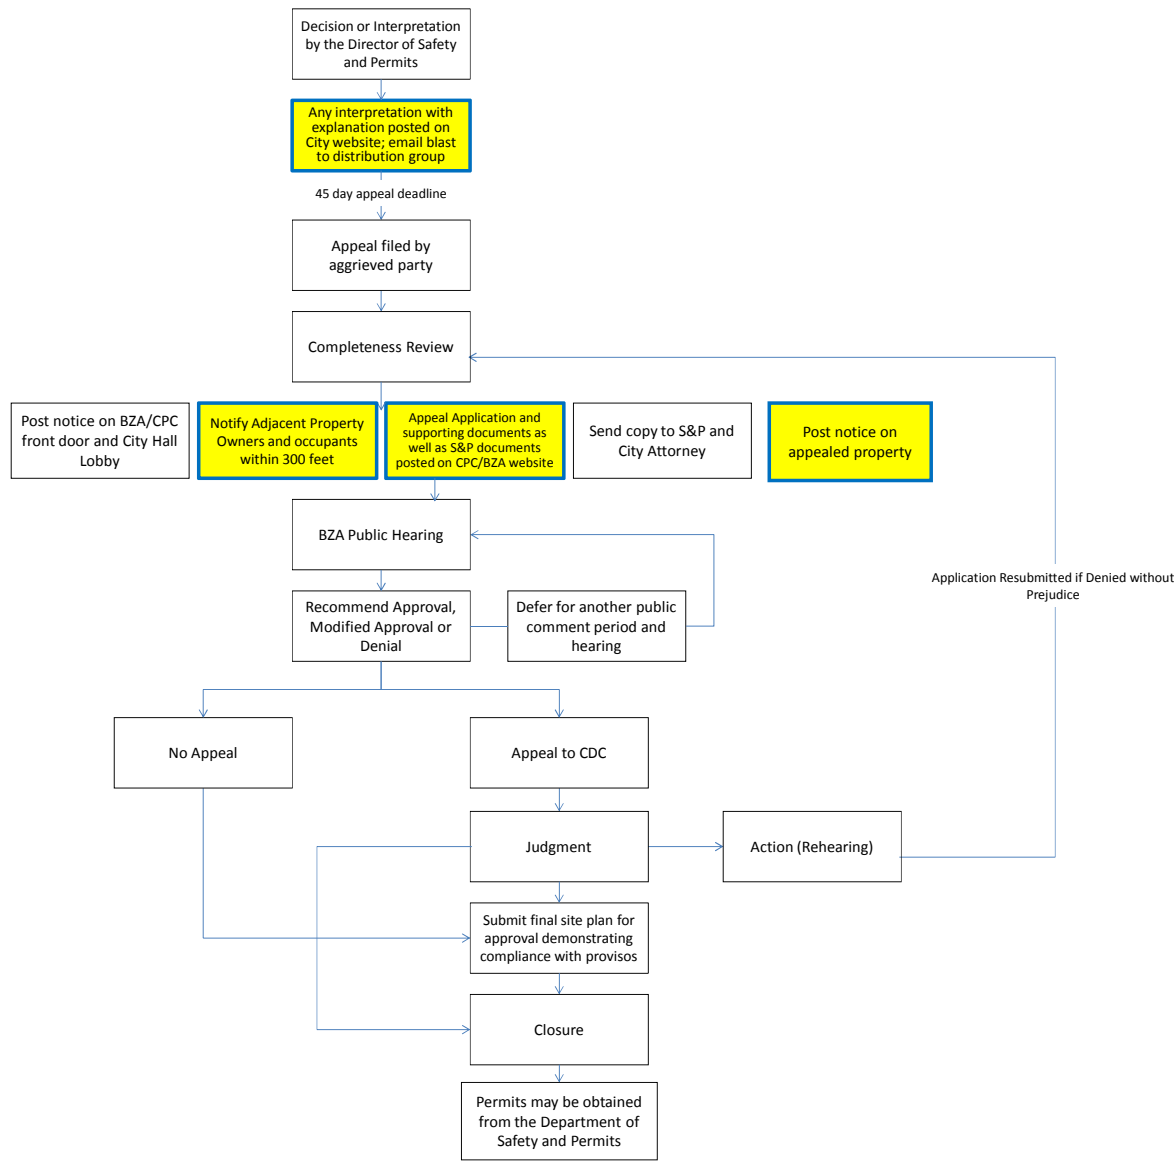 Decision or Interpretation
by the Director of Safety
and Permits
Any interpretation with
explanation posted on
City website; email blast
to distribution group
45 day appeal deadline
Appeal filed by
aggrieved party
Completeness Review
Post notice on BZA/CPC
front door and City Hall
Lobby
Notify Adjacent Property
Owners and occupants
within 300 feet
Appeal Application and
supporting documents as
well as S&P documents
posted on CPC/BZA website
Send copy to S&P and
City Attorney
Post notice on
appealed property
BZA Public Hearing
Application Resubmitted if Denied without
Prejudice
Recommend Approval,
Modified Approval or
Denial
Defer for another public
comment period and
hearing
No Appeal
Appeal to CDC
Judgment
Action (Rehearing)
Submit final site plan for
approval demonstrating
compliance with provisos
Closure
Permits may be obtained
from the Department of
Safety and Permits